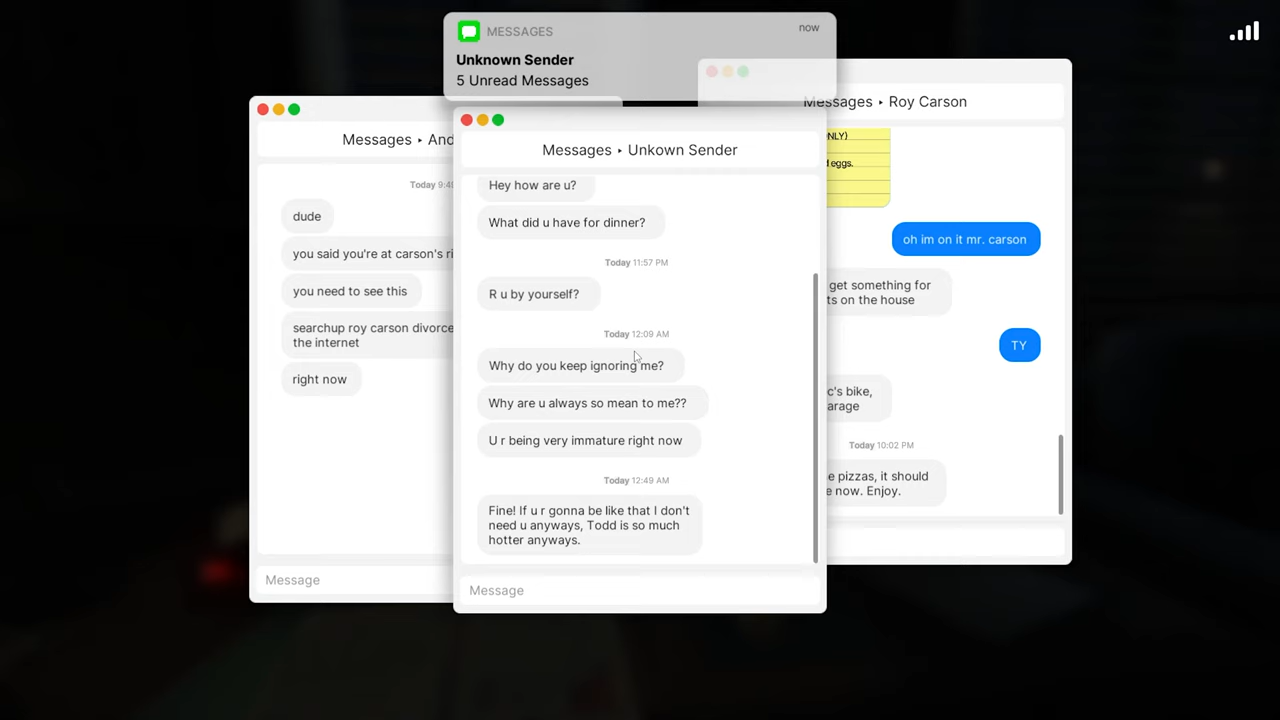 MESSAGES
now
Unknown Sender
5 Unread Messages
Messages ‣ And
Today 9:4
dude
you said you're at carson's ri
you need to see this
searchup roy carson divorce
the internet
right now
Message
Messages ‣ Unkown Sender
Hey how are u?
What did u have for dinner?
Today 11:57 PM
R u by yourself?
Today 12:09 AM
Why do you keep ignoring me?
Why are u always so mean to me??
U r being very immature right now
Today 12:49 AM
Fine! If u r gonna be like that I don't
need u anyways, Todd is so much
hotter anyways.
Message
Messages ‣ Roy Carson
NLY)
d eggs.
oh im on it mr. carson
get something for
ts on the house
TY
c's bike,
arage
Today 10:02 PM
e pizzas, it should
e now. Enjoy.